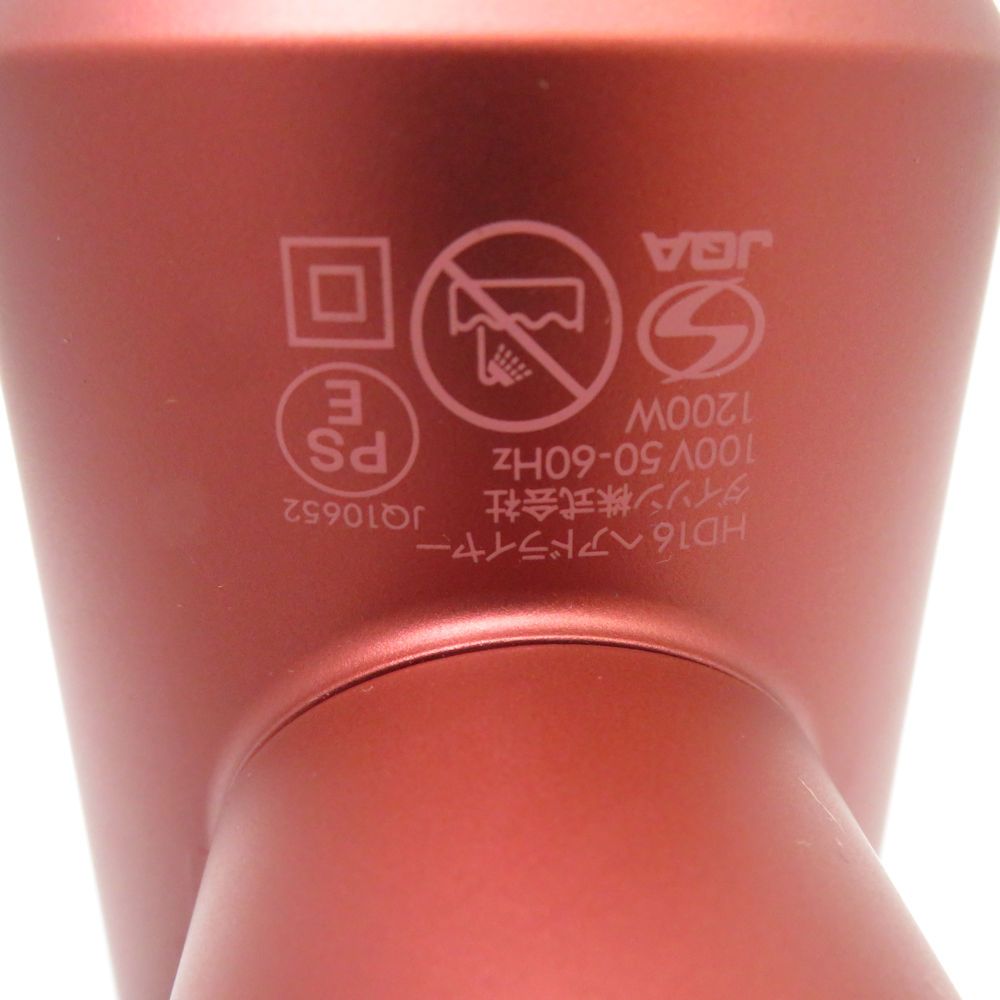 HD16 ヘアドライヤー
ダイソン株式会社
100V 50-60Hz
1200W
JQA
JQ10652
PS
E